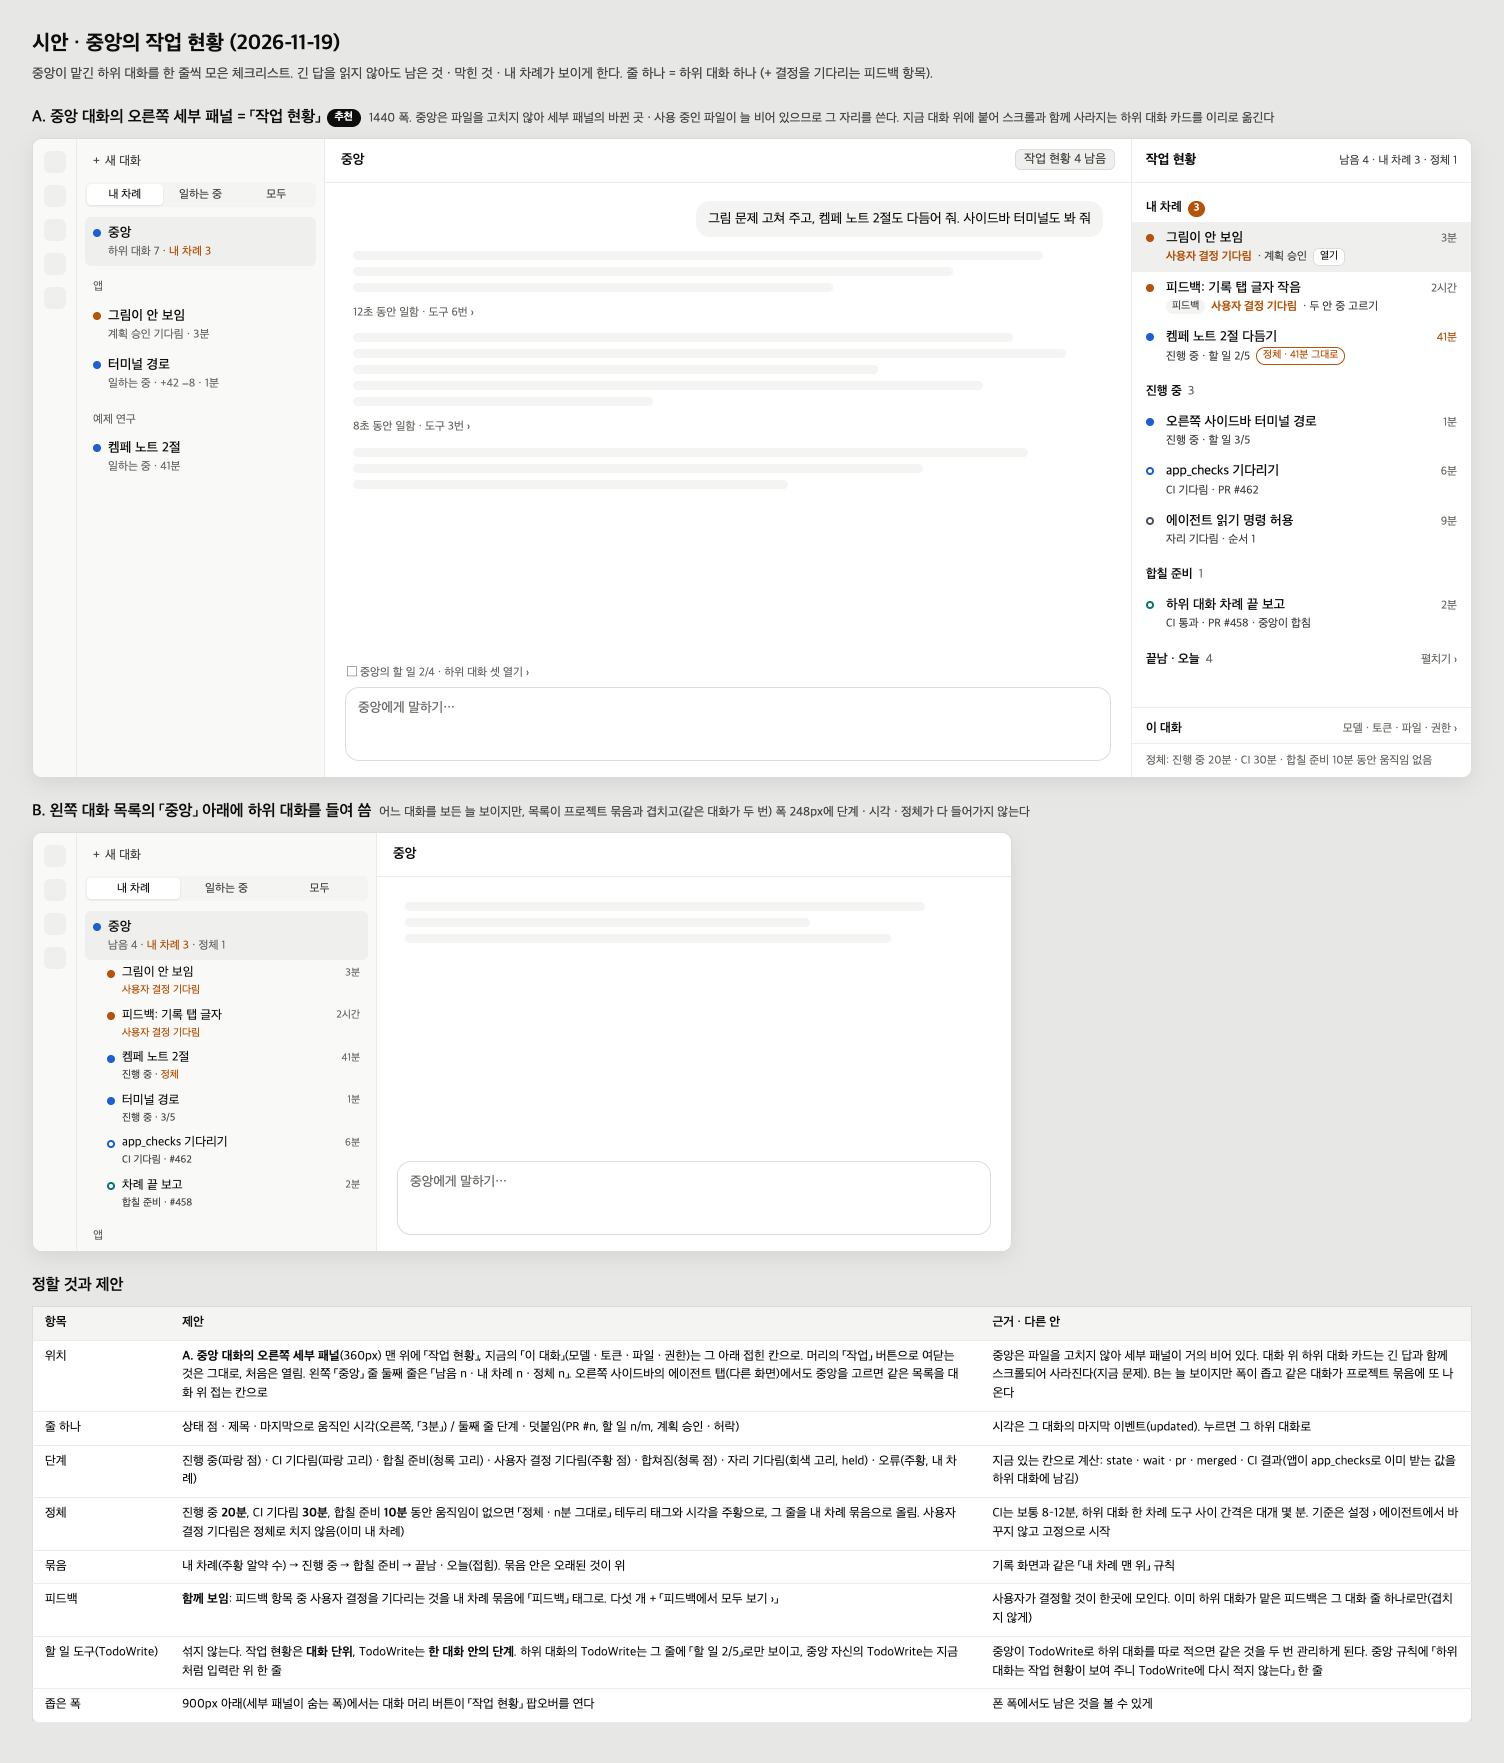 시안 · 중앙의 작업 현황 (2026-11-19)
중앙이 맡긴 하위 대화를 한 줄씩 모은 체크리스트. 긴 답을 읽지 않아도 남은 것 · 막힌 것 · 내 차례가 보이게 한다. 줄 하나 = 하위 대화 하나 (+ 결정을 기다리는 피드백 항목).
A. 중앙 대화의 오른쪽 세부 패널 = 「작업 현황」 추천 1440 폭. 중앙은 파일을 고치지 않아 세부 패널의 바뀐 곳 · 사용 중인 파일이 늘 비어 있으므로 그 자리를 쓴다. 지금 대화 위에 붙어 스크롤과 함께 사라지는 하위 대화 카드를 이리로 옮긴다
+ 새 대화
내 차례 일하는 중 모두
중앙
하위 대화 7 · 내 차례 3
앱
그림이 안 보임
계획 승인 기다림 · 3분
터미널 경로
일하는 중 · +42 −8 · 1분
예제 연구
켐페 노트 2절
일하는 중 · 41분
중앙
작업 현황 4 남음
그림 문제 고쳐 주고, 켐페 노트 2절도 다듬어 줘. 사이드바 터미널도 봐 줘
12초 동안 일함 · 도구 6번 ›
8초 동안 일함 · 도구 3번 ›
중앙의 할 일 2/4 · 하위 대화 셋 열기 ›
중앙에게 말하기…
작업 현황 남음 4 · 내 차례 3 · 정체 1
내 차례 3
그림이 안 보임 3분
사용자 결정 기다림 · 계획 승인 열기
피드백: 기록 탭 글자 작음 2시간
피드백 사용자 결정 기다림 · 두 안 중 고르기
켐페 노트 2절 다듬기 41분
진행 중 · 할 일 2/5 정체 · 41분 그대로
진행 중 3
오른쪽 사이드바 터미널 경로 1분
진행 중 · 할 일 3/5
app_checks 기다리기 6분
CI 기다림 · PR #462
에이전트 읽기 명령 허용 9분
자리 기다림 · 순서 1
합칠 준비 1
하위 대화 차례 끝 보고 2분
CI 통과 · PR #458 · 중앙이 합침
끝남 · 오늘 4 펼치기 ›
이 대화 모델 · 토큰 · 파일 · 권한 ›
정체: 진행 중 20분 · CI 30분 · 합칠 준비 10분 동안 움직임 없음
B. 왼쪽 대화 목록의 「중앙」 아래에 하위 대화를 들여 씀 어느 대화를 보든 늘 보이지만, 목록이 프로젝트 묶음과 겹치고(같은 대화가 두 번) 폭 248px에 단계 · 시각 · 정체가 다 들어가지 않는다
+ 새 대화
내 차례 일하는 중 모두
중앙
남음 4 · 내 차례 3 · 정체 1
그림이 안 보임 3분
사용자 결정 기다림
피드백: 기록 탭 글자 2시간
사용자 결정 기다림
켐페 노트 2절 41분
진행 중 · 정체
터미널 경로 1분
진행 중 · 3/5
app_checks 기다리기 6분
CI 기다림 · #462
차례 끝 보고 2분
합칠 준비 · #458
앱
중앙
중앙에게 말하기…
정할 것과 제안
항목 제안 근거 · 다른 안
위치 A. 중앙 대화의 오른쪽 세부 패널(360px) 맨 위에 「작업 현황」. 지금의 「이 대화」(모델 · 토큰 · 파일 · 권한)는 그 아래 접힌 칸으로. 머리의 「작업」 버튼으로 여닫는 것은 그대로, 처음은 열림. 왼쪽 「중앙」 줄 둘째 줄은 「남음 n · 내 차례 n · 정체 n」. 오른쪽 사이드바의 에이전트 탭(다른 화면)에서도 중앙을 고르면 같은 목록을 대화 위 접는 칸으로
중앙은 파일을 고치지 않아 세부 패널이 거의 비어 있다. 대화 위 하위 대화 카드는 긴 답과 함께 스크롤되어 사라진다(지금 문제). B는 늘 보이지만 폭이 좁고 같은 대화가 프로젝트 묶음에 또 나온다
줄 하나 상태 점 · 제목 · 마지막으로 움직인 시각(오른쪽, 「3분」) / 둘째 줄 단계 · 덧붙임(PR #n, 할 일 n/m, 계획 승인 · 허락)
시각은 그 대화의 마지막 이벤트(updated). 누르면 그 하위 대화로
단계 진행 중(파랑 점) · CI 기다림(파랑 고리) · 합칠 준비(청록 고리) · 사용자 결정 기다림(주황 점) · 합쳐짐(청록 점) · 자리 기다림(회색 고리, held) · 오류(주황, 내 차례)
지금 있는 칸으로 계산: state · wait · pr · merged · CI 결과(앱이 app_checks로 이미 받는 값을 하위 대화에 남김)
정체 진행 중 20분, CI 기다림 30분, 합칠 준비 10분 동안 움직임이 없으면 「정체 · n분 그대로」 테두리 태그와 시각을 주황으로, 그 줄을 내 차례 묶음으로 올림. 사용자 결정 기다림은 정체로 치지 않음(이미 내 차례)
CI는 보통 8-12분, 하위 대화 한 차례 도구 사이 간격은 대개 몇 분. 기준은 설정 › 에이전트에서 바꾸지 않고 고정으로 시작
묶음 내 차례(주황 알약 수) → 진행 중 → 합칠 준비 → 끝남 · 오늘(접힘). 묶음 안은 오래된 것이 위
기록 화면과 같은 「내 차례 맨 위」 규칙
피드백 함께 보임: 피드백 항목 중 사용자 결정을 기다리는 것을 내 차례 묶음에 「피드백」 태그로. 다섯 개 + 「피드백에서 모두 보기 ›」
사용자가 결정할 것이 한곳에 모인다. 이미 하위 대화가 맡은 피드백은 그 대화 줄 하나로만(겹치지 않게)
할 일 도구(TodoWrite) 섞지 않는다. 작업 현황은 대화 단위, TodoWrite는 한 대화 안의 단계. 하위 대화의 TodoWrite는 그 줄에 「할 일 2/5」로만 보이고, 중앙 자신의 TodoWrite는 지금처럼 입력란 위 한 줄
중앙이 TodoWrite로 하위 대화를 따로 적으면 같은 것을 두 번 관리하게 된다. 중앙 규칙에 「하위 대화는 작업 현황이 보여 주니 TodoWrite에 다시 적지 않는다」 한 줄
좁은 폭 900px 아래(세부 패널이 숨는 폭)에서는 대화 머리 버튼이 「작업 현황」 팝오버를 연다
폰 폭에서도 남은 것을 볼 수 있게